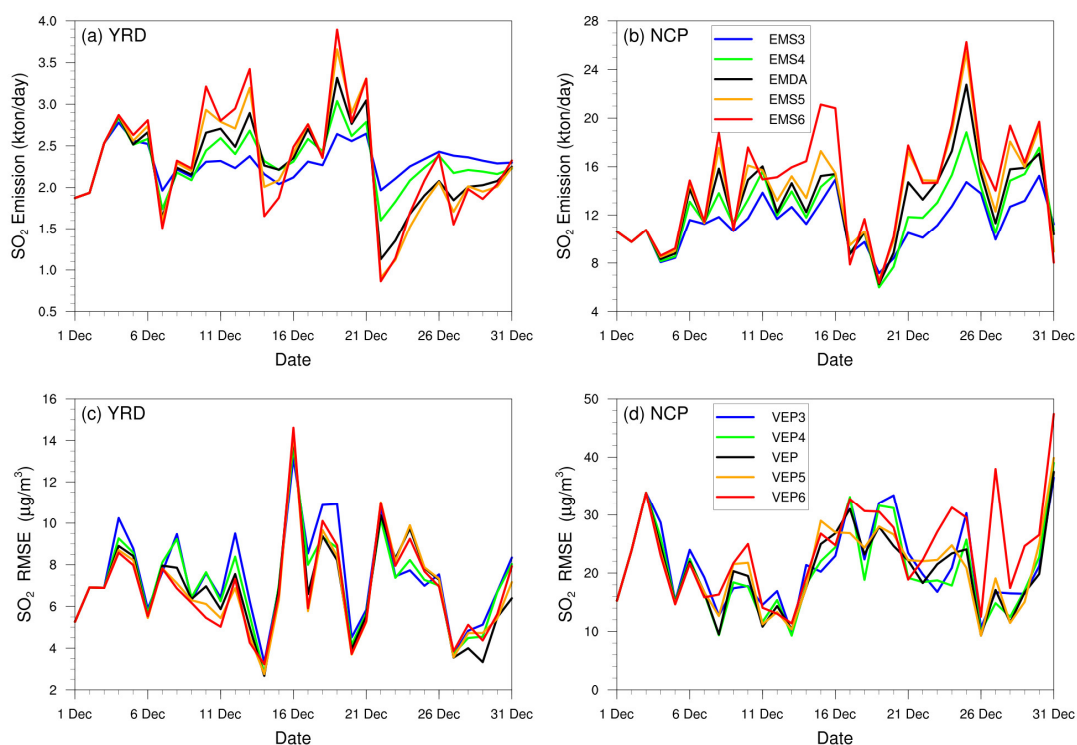 (a) YRD
SO2 Emission (kton/day)
4.0
3.5
3.0
2.5
2.0
1.5
1.0
0.5
1 Dec 6 Dec 11 Dec 16 Dec 21 Dec 26 Dec 31 Dec
Date
(b) NCP
SO2 Emission (kton/day)
28
24
20
16
12
8
4
EMS3
EMS4
EMDA
EMS5
EMS6
1 Dec 6 Dec 11 Dec 16 Dec 21 Dec 26 Dec 31 Dec
Date
(c) YRD
SO2 RMSE (µg/m3)
16
14
12
10
8
6
4
2
1 Dec 6 Dec 11 Dec 16 Dec 21 Dec 26 Dec 31 Dec
Date
(d) NCP
SO2 RMSE (µg/m3)
50
40
30
20
10
0
VEP3
VEP4
VEP
VEP5
VEP6
1 Dec 6 Dec 11 Dec 16 Dec 21 Dec 26 Dec 31 Dec
Date